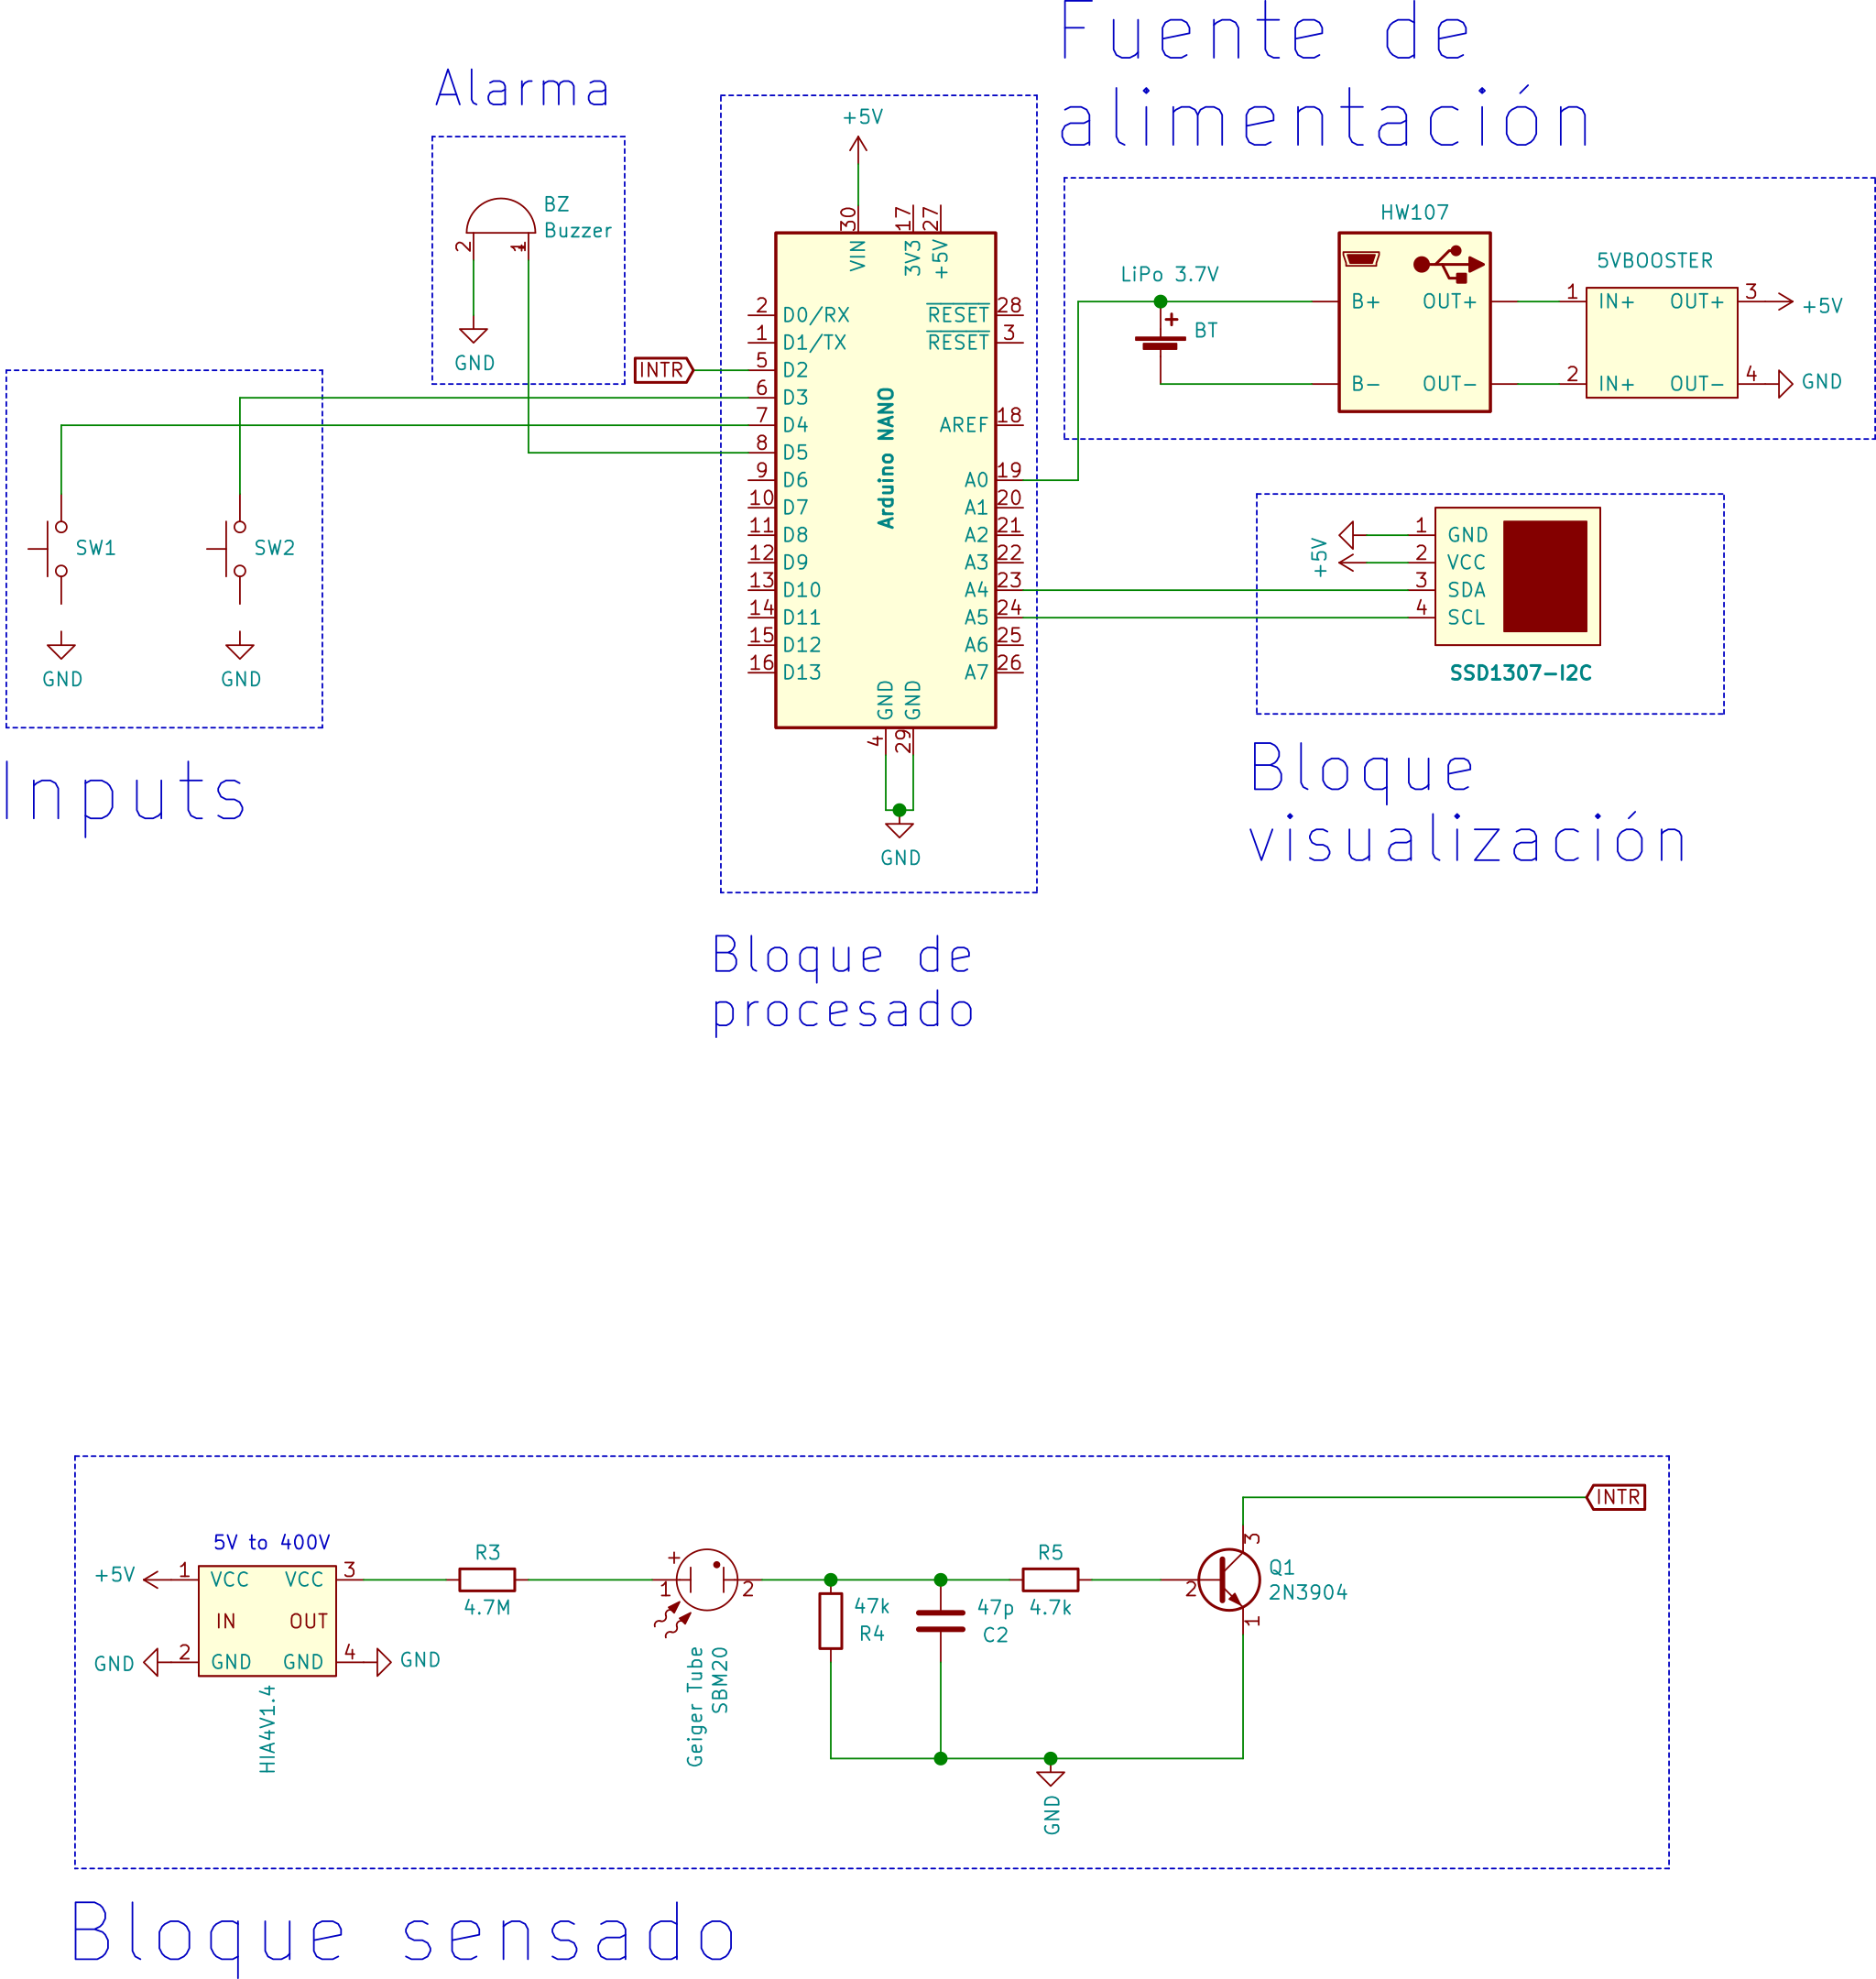 Fuente de
alimentación
Alarma
+5V
BZ
Buzzer
2
1
GND
INTR
30
17
27
VIN
3V3
+5V
Arduino NANO
2 D0/RX
1 D1/TX
5 D2
6 D3
7 D4
8 D5
9 D6
10 D7
11 D8
12 D9
13 D10
14 D11
15 D12
16 D13
RESET 28
RESET 3
AREF 18
A0 19
A1 20
A2 21
A3 22
A4 23
A5 24
A6 25
A7 26
GND
GND
4
29
GND
HW107
LiPo 3.7V
+
BT
B+ OUT+
B- OUT-
5VBOOSTER
1 IN+ OUT+ 3
2 IN+ OUT- 4
+5V
GND
+5V
1 GND
2 VCC
3 SDA
4 SCL
SSD1307-I2C
SW1
SW2
GND
GND
Inputs
Bloque
visualización
Bloque de
procesado
5V to 400V
+5V
1 VCC VCC 3
IN OUT
GND
2 GND GND 4
GND
HIA4V1.4
R3
4.7M
+
1
2
Geiger Tube
SBM20
47k
R4
47p
C2
R5
4.7k
INTR
3
2
1
Q1
2N3904
GND
Bloque sensado